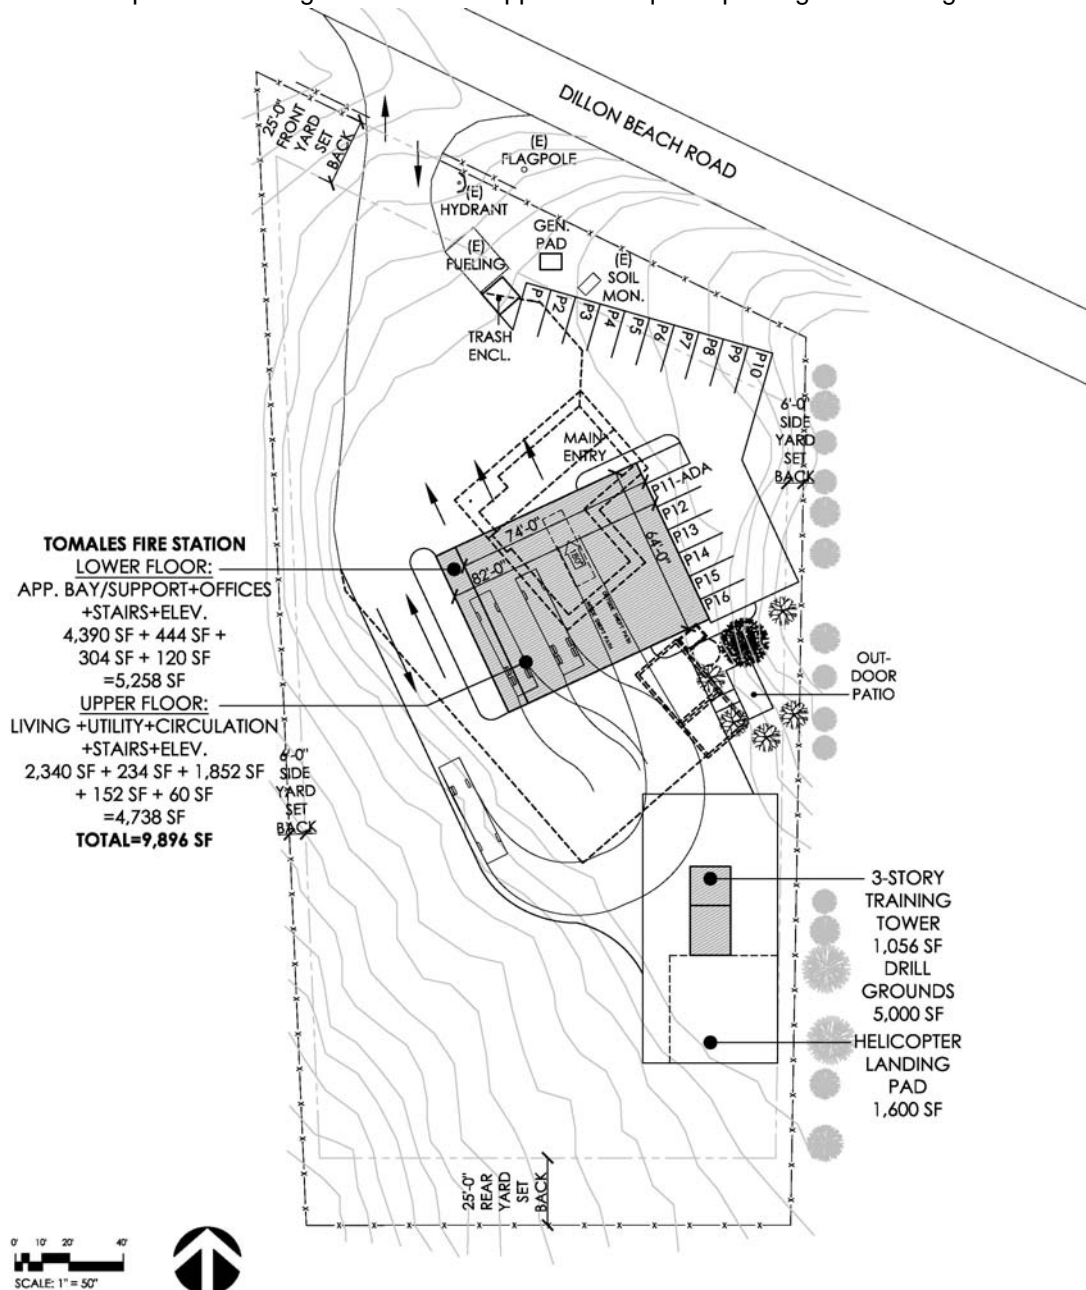 DILLON BEACH ROAD
25'-0"
FRONT
YARD
SET
BACK
(E)
FLAGPOLE
(E)
HYDRANT
GEN.
PAD
(E)
FUELING
(E)
SOIL
MON.
TRASH
ENCL.
P1
P2
P3
P4
P5
P6
P7
P8
P9
P10
6'-0"
SIDE
YARD
SET
BACK
MAIN
ENTRY
P11-ADA
P12
P13
P14
P15
P16
74'-0"
82'-0"
64'-0"
TOMALES FIRE STATION
LOWER FLOOR:
APP. BAY/SUPPORT+OFFICES
+STAIRS+ELEV.
4,390 SF + 444 SF +
304 SF + 120 SF
=5,258 SF
UPPER FLOOR:
LIVING +UTILITY+CIRCULATION
+STAIRS+ELEV.
2,340 SF + 234 SF + 1,852 SF
+ 152 SF + 60 SF
=4,738 SF
TOTAL=9,896 SF
6'-0"
SIDE
YARD
SET
BACK
OUT-
DOOR
PATIO
3-STORY
TRAINING
TOWER
1,056 SF
DRILL
GROUNDS
5,000 SF
HELICOPTER
LANDING
PAD
1,600 SF
25'-0"
REAR
YARD
SET
BACK
0' 10' 20' 40'
SCALE: 1" = 50"